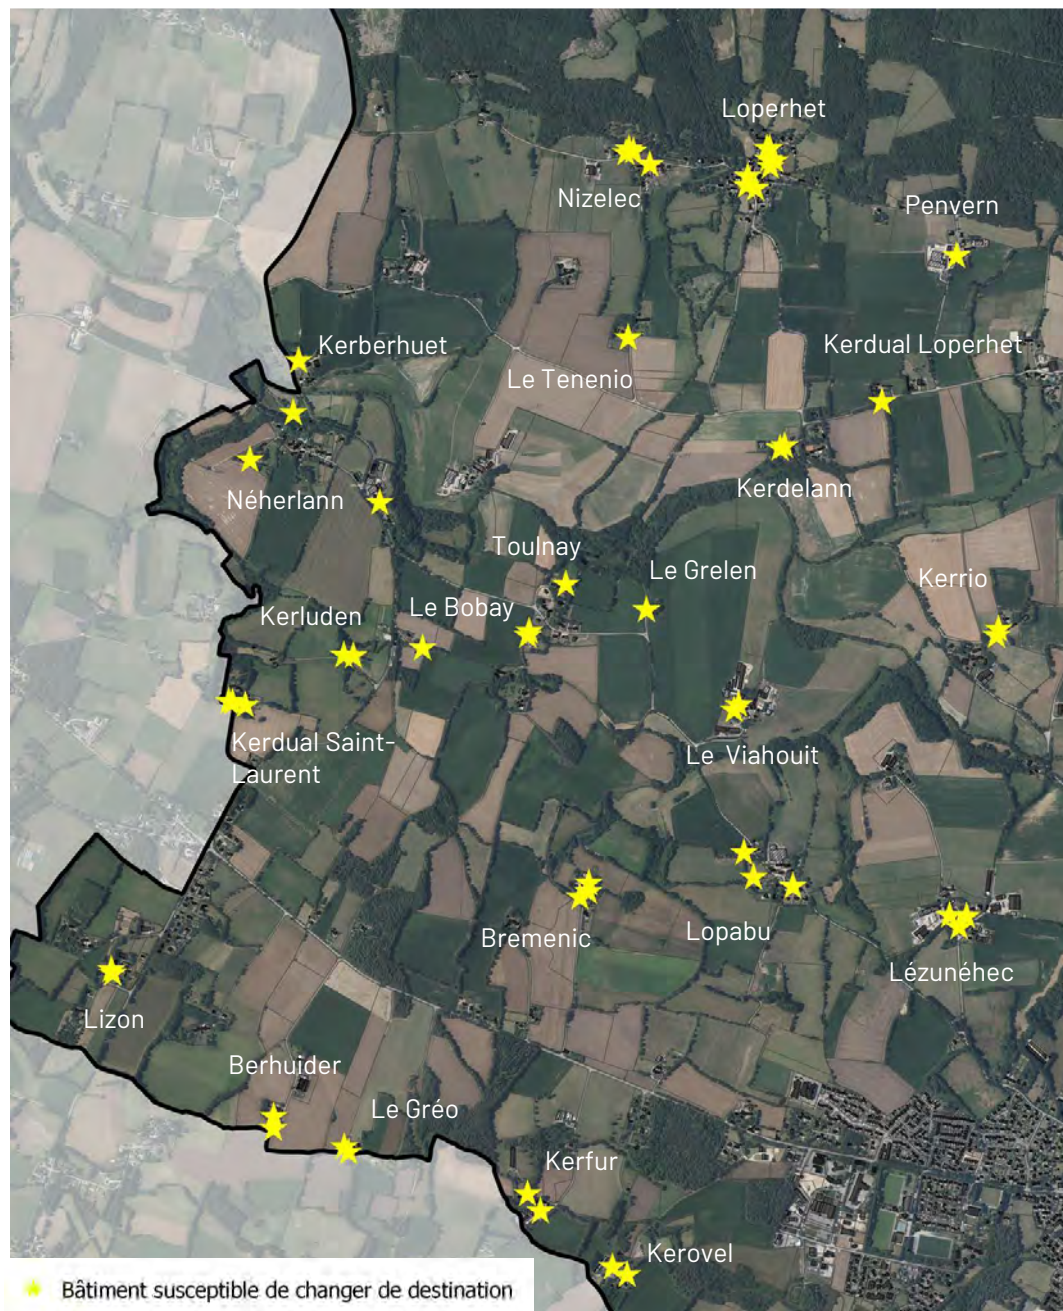 Loperhet
Nizelec
Penvern
Kerberhuet
Kerdual Loperhet
Le Tenenio
Néherlann
Kerdelann
Toulnay
Le Grelen
Kerrio
Le Bobay
Kerluden
Kerdual Saint-
Laurent
Le Viahouit
Bremenic
Lopabu
Lézunéhec
Lizon
Berhuider
Le Gréo
Kerfur
Kerovel
Bâtiment susceptible de changer de destination